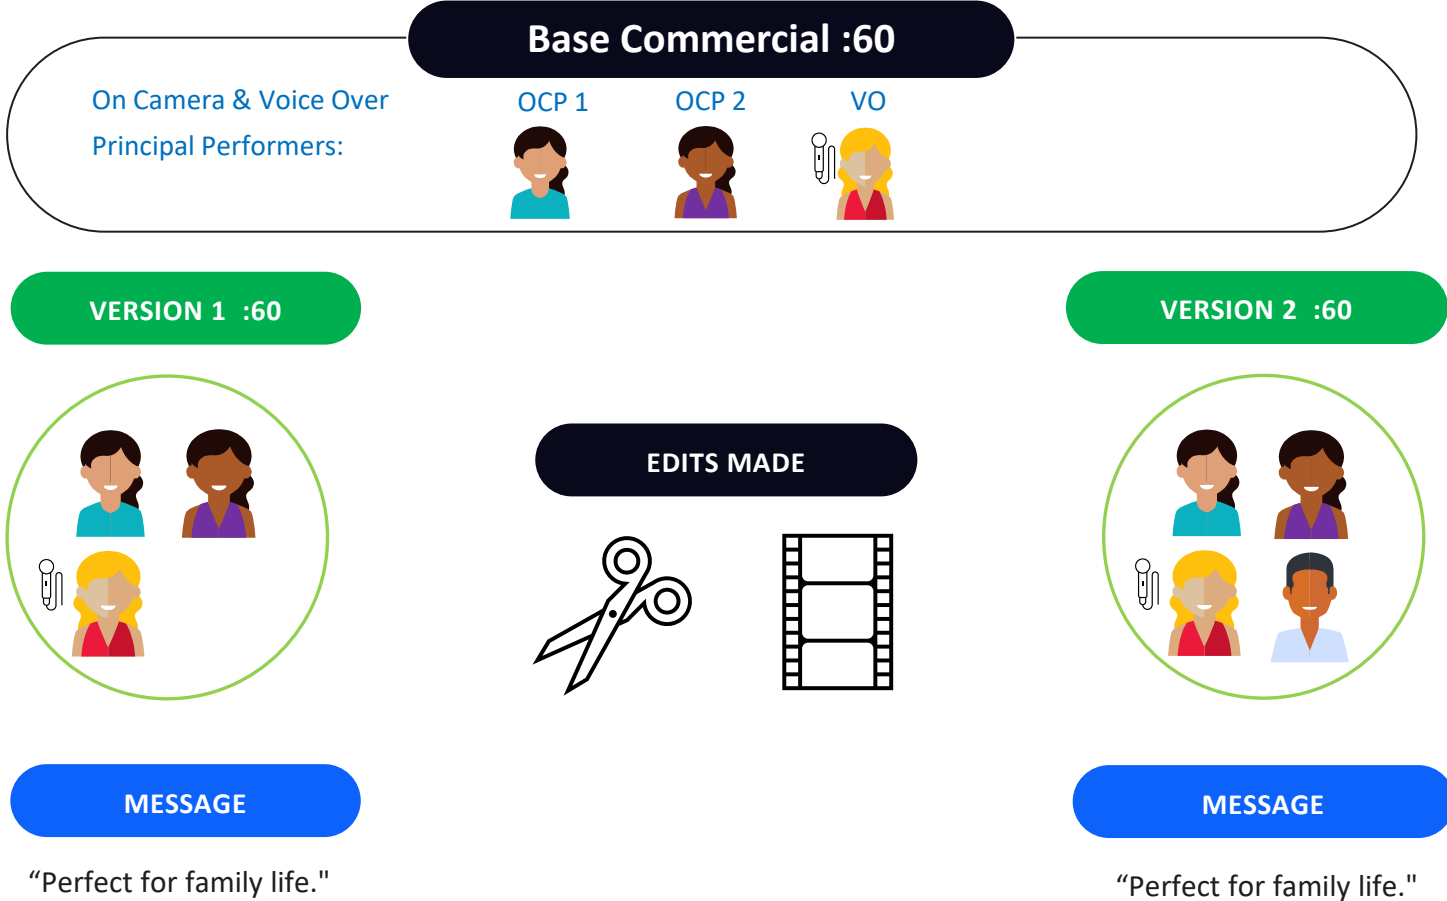 Base Commercial :60
On Camera & Voice Over
Principal Performers:
OCP 1
OCP 2
VO
VERSION 1 :60
VERSION 2 :60
EDITS MADE
MESSAGE
MESSAGE
“Perfect for family life."
“Perfect for family life."